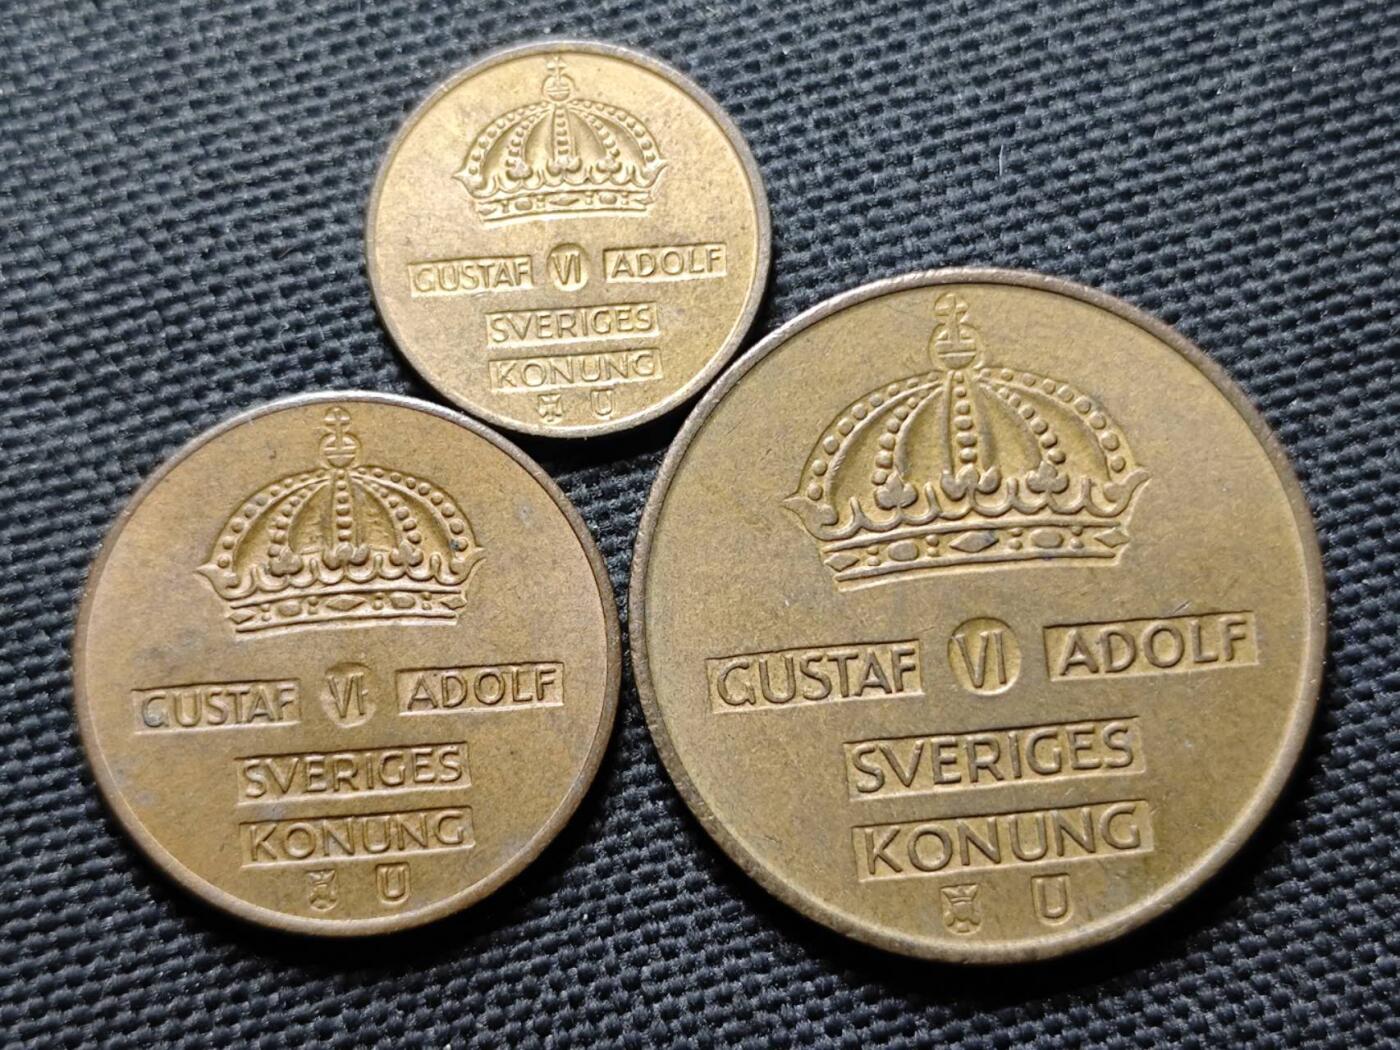 GUSTAF VI ADOLF
SVERIGES
KONUNG
U
GUSTAF VI ADOLF
SVERIGES
KONUNG
U
GUSTAF VI ADOLF
SVERIGES
KONUNG
U